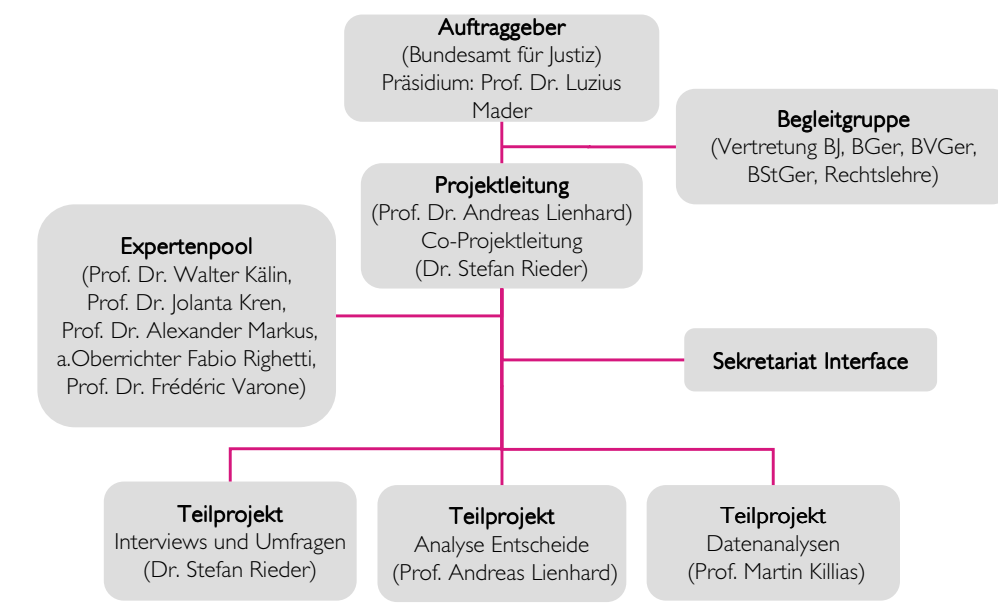 Auftraggeber
(Bundesamt für Justiz)
Präsidium: Prof. Dr. Luzius
Mader
Begleitgruppe
(Vertretung BJ, BGer, BVGer,
BStGer, Rechtslehre)
Projektleitung
(Prof. Dr. Andreas Lienhard)
Co-Projektleitung
(Dr. Stefan Rieder)
Expertenpool
(Prof. Dr. Walter Kälin,
Prof. Dr. Jolanta Kren,
Prof. Dr. Alexander Markus,
a.Oberrichter Fabio Righetti,
Prof. Dr. Frédéric Varone)
Sekretariat Interface
Teilprojekt
Interviews und Umfragen
(Dr. Stefan Rieder)
Teilprojekt
Analyse Entscheide
(Prof. Andreas Lienhard)
Teilprojekt
Datenanalysen
(Prof. Martin Killias)